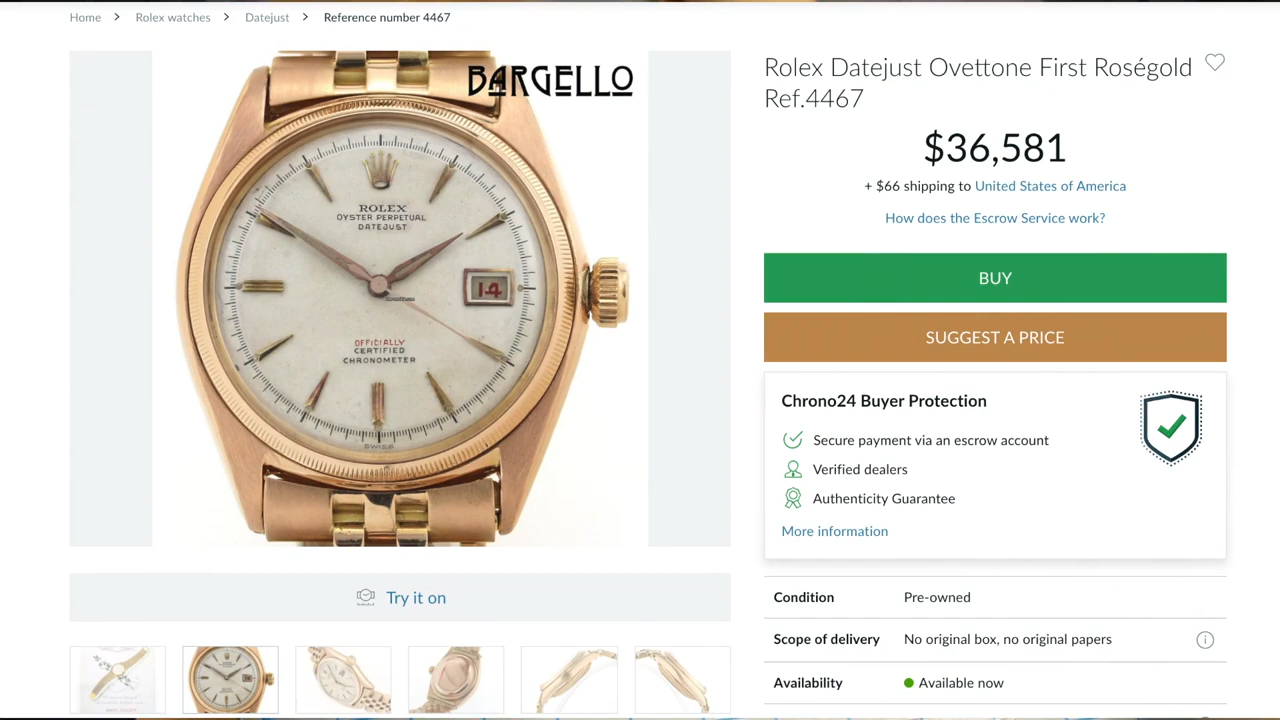 Home > Rolex watches > Datejust > Reference number 4467
BARGELLO
ROLEX
OYSTER PERPETUAL
DATEJUST
14
OFFICIALLY
CERTIFIED
CHRONOMETER
SWISS
Try it on
Rolex Datejust Ovettone First Roségold
Ref.4467
$36,581
+ $66 shipping to United States of America
How does the Escrow Service work?
BUY
SUGGEST A PRICE
Chrono24 Buyer Protection
Secure payment via an escrow account
Verified dealers
Authenticity Guarantee
More information
Condition Pre-owned
Scope of delivery No original box, no original papers
Availability Available now